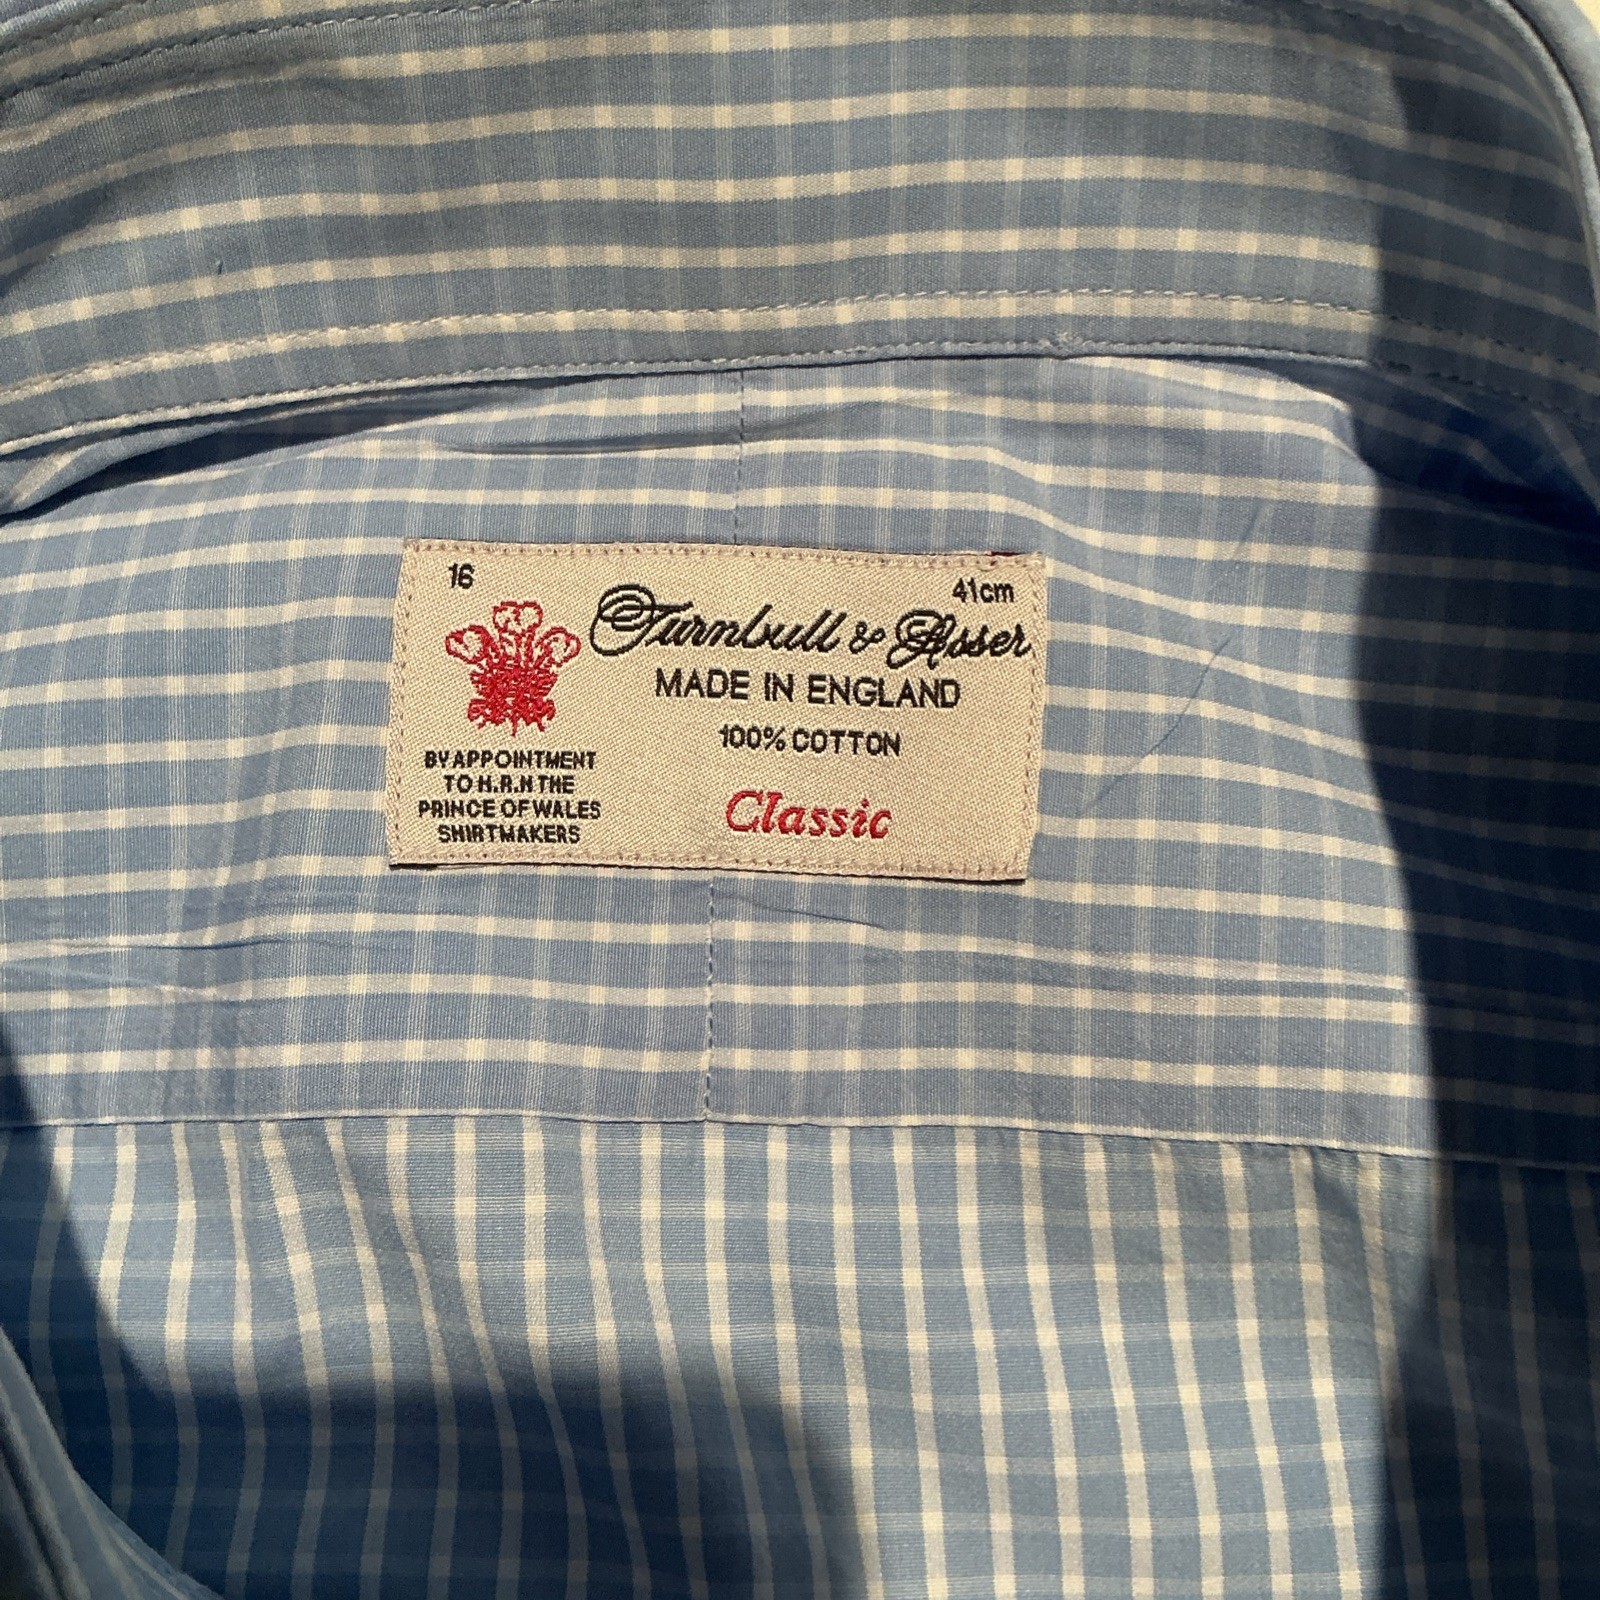 16
41cm
Turnbull & Asser
MADE IN ENGLAND
100% COTTON
Classic
BY APPOINTMENT
TO H.R.H THE
PRINCE OF WALES
SHIRTMAKERS